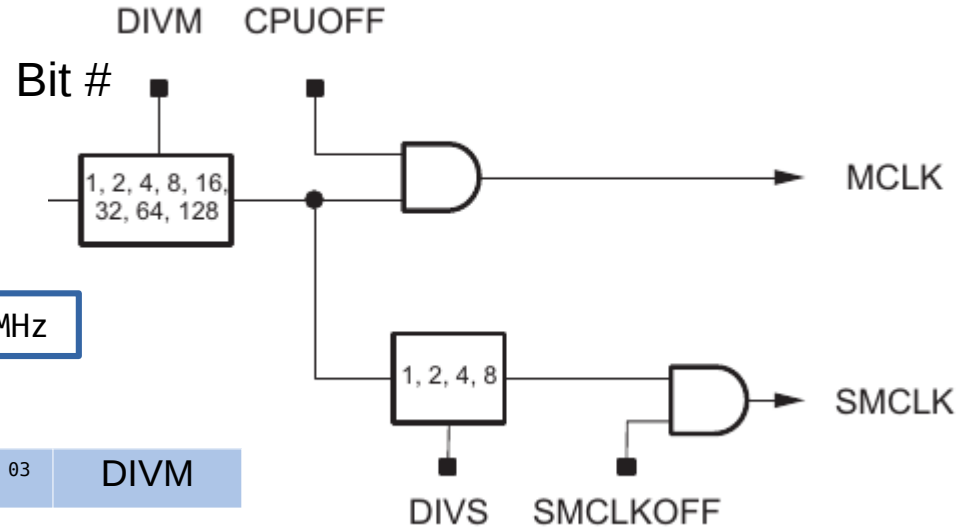 DIVM CPUOFF
Bit #
1, 2, 4, 8, 16,
32, 64, 128
MCLK
MHz
1, 2, 4, 8
SMCLK
03 DIVM
DIVS SMCLKOFF